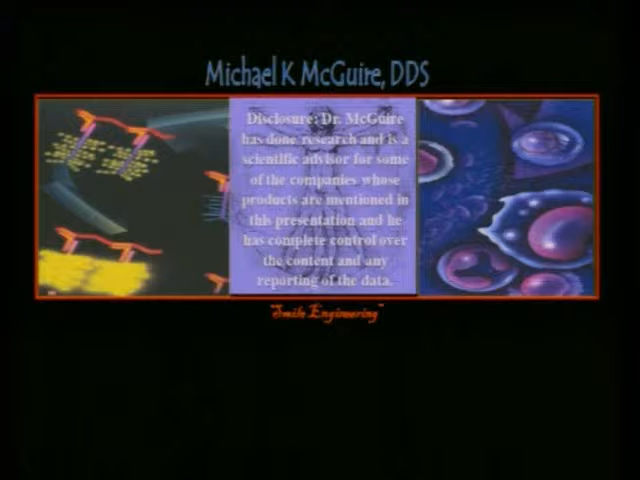 Michael K McGuire, DDS
Disclosure: Dr. McGuire
has done research and is a
scientific advisor for some
of the companies whose
products are mentioned in
this presentation and he
has complete control over
the content and any
reporting of the data.
"Smile Engineering"